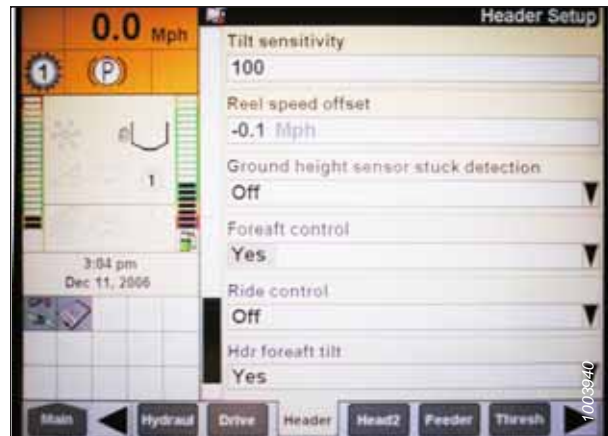 0.0 Mph
Header Setup
1
(P)
1
3:04 pm
Dec 11, 2006
Tilt sensitivity
100
Reel speed offset
-0.1 Mph
Ground height sensor stuck detection
Off
Foreaft control
Yes
Ride control
Off
Hdr foreaft tilt
Yes
Main
Hydraul
Drive
Header
Head2
Feeder
Thresh
1003940